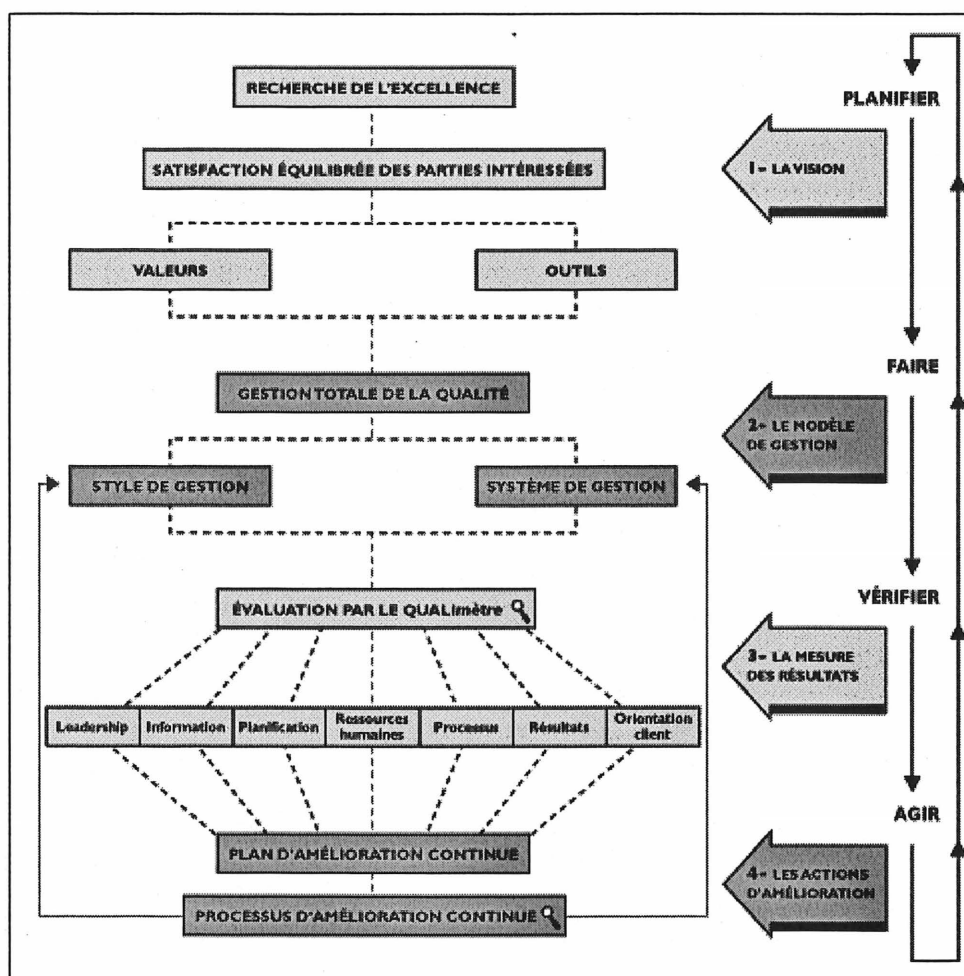 RECHERCHE DE L'EXCELLENCE
PLANIFIER
SATISFACTION ÉQUILIBRÉE DES PARTIES INTÉRESSÉES
1- LA VISION
VALEURS
OUTILS
FAIRE
GESTION TOTALE DE LA QUALITÉ
2- LE MODÈLE
DE GESTION
STYLE DE GESTION
SYSTÈME DE GESTION
VÉRIFIER
ÉVALUATION PAR LE QUALImètre
3- LA MESURE
DES RÉSULTATS
Leadership
Information
Planification
Ressources
humaines
Processus
Résultats
Orientation
client
AGIR
PLAN D'AMÉLIORATION CONTINUE
4- LES ACTIONS
D'AMÉLIORATION
PROCESSUS D'AMÉLIORATION CONTINUE